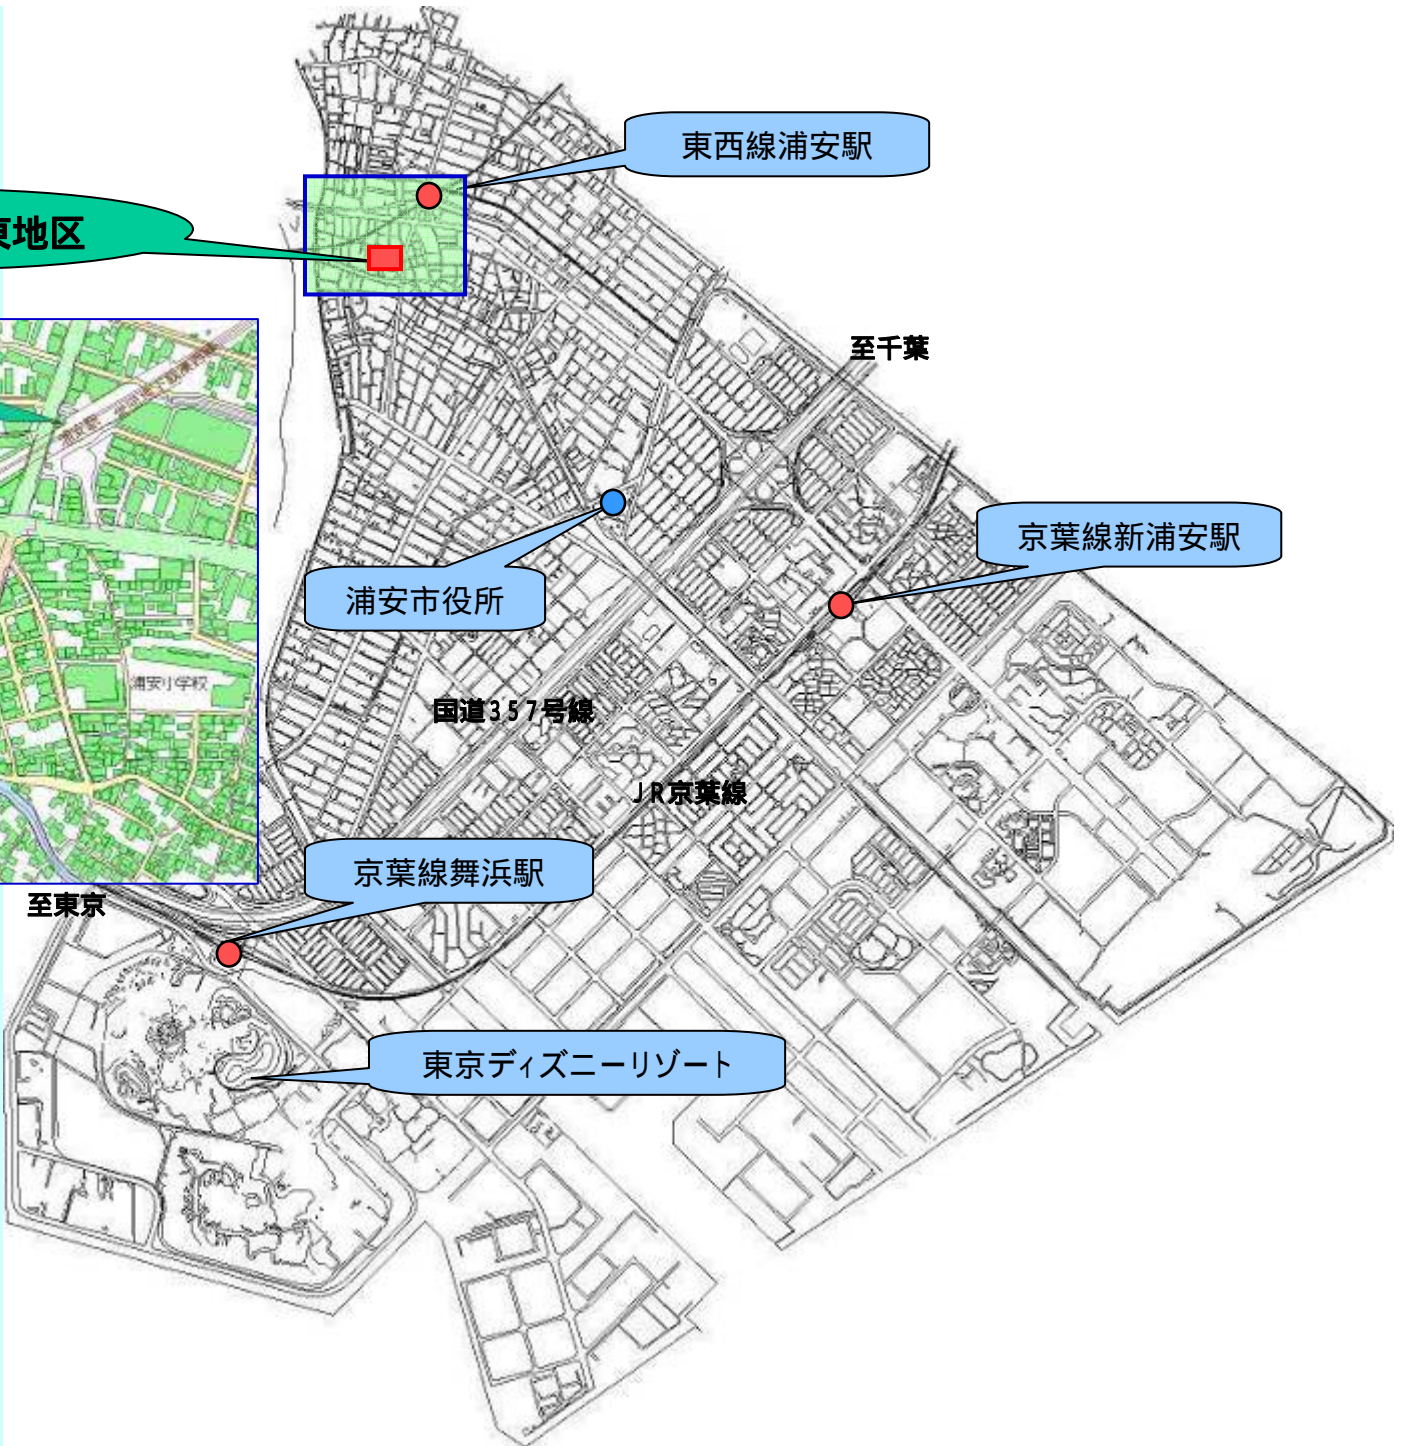 東西線浦安駅
東地区
至千葉
京葉線新浦安駅
浦安市役所
浦安小学校
国道357号線
JR京葉線
京葉線舞浜駅
至東京
東京ディズニーリゾート